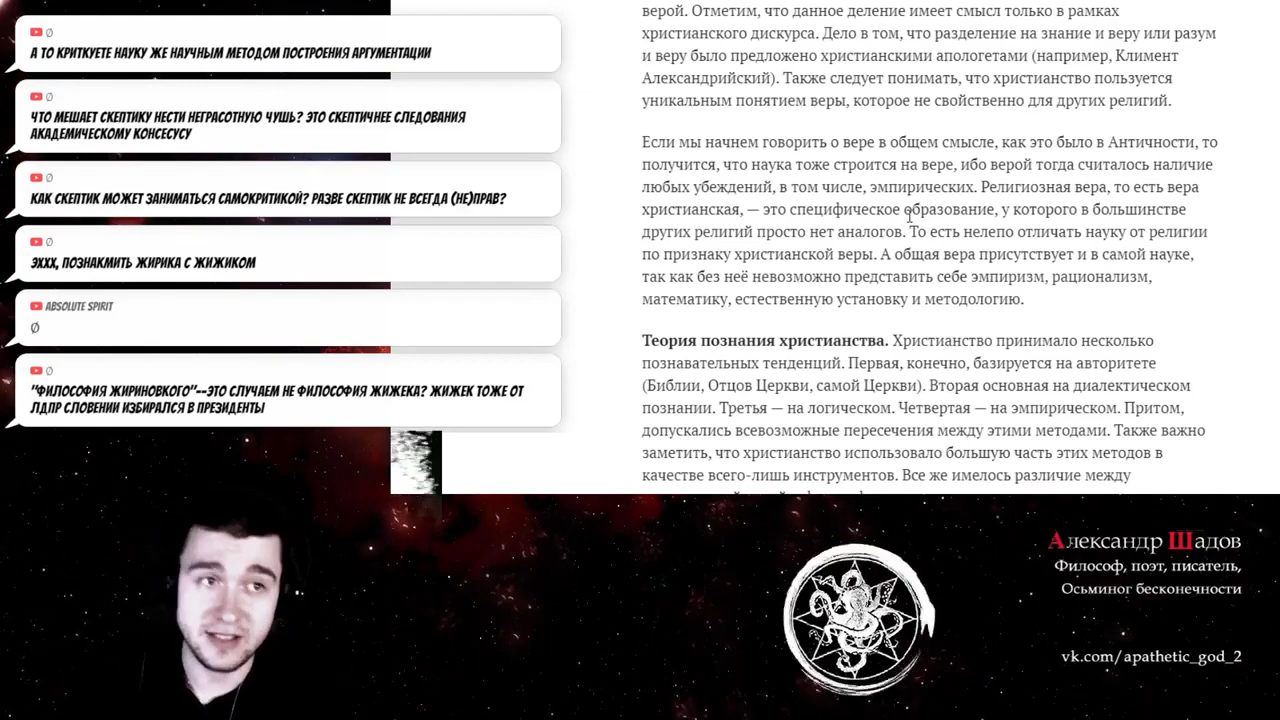 Ø
А ТО КРИТКУЕТЕ НАУКУ ЖЕ НАУЧНЫМ МЕТОДОМ ПОСТРОЕНИЯ АРГУМЕНТАЦИИ
Ø
ЧТО МЕШАЕТ СКЕПТИКУ НЕСТИ НЕГРАСОТНУЮ ЧУШЬ? ЭТО СКЕПТИЧНЕЕ СЛЕДОВАНИЯ
АКАДЕМИЧЕСКОМУ КОНСЕСУСУ
Ø
КАК СКЕПТИК МОЖЕТ ЗАНИМАТЬСЯ САМОКРИТИКОЙ? РАЗВЕ СКЕПТИК НЕ ВСЕГДА (НЕ)ПРАВ?
Ø
ЭХХХ, ПОЗНАКМИТЬ ЖИРИКА С ЖИЖИКОМ
ABSOLUTE SPIRIT
Ø
Ø
"ФИЛОСОФИЯ ЖИРИНОВКОГО"--ЭТО СЛУЧАЕМ НЕ ФИЛОСОФИЯ ЖИЖЕКА? ЖИЖЕК ТОЖЕ ОТ
ЛДПР СЛОВЕНИИ ИЗБИРАЛСЯ В ПРЕЗИДЕНТЫ
верой. Отметим, что данное деление имеет смысл только в рамках
христианского дискурса. Дело в том, что разделение на знание и веру или разум
и веру было предложено христианскими апологетами (например, Климент
Александрийский). Также следует понимать, что христианство пользуется
уникальным понятием веры, которое не свойственно для других религий.
Если мы начнем говорить о вере в общем смысле, как это было в Античности, то
получится, что наука тоже строится на вере, ибо верой тогда считалось наличие
любых убеждений, в том числе, эмпирических. Религиозная вера, то есть вера
христианская, — это специфическое образование, у которого в большинстве
других религий просто нет аналогов. То есть нелепо отличать науку от религии
по признаку христианской веры. А общая вера присутствует и в самой науке,
так как без неё невозможно представить себе эмпиризм, рационализм,
математику, естественную установку и методологию.
Теория познания христианства. Христианство принимало несколько
познавательных тенденций. Первая, конечно, базируется на авторитете
(Библии, Отцов Церкви, самой Церкви). Вторая основная на диалектическом
познании. Третья — на логическом. Четвертая — на эмпирическом. Притом,
допускались всевозможные пересечения между этими методами. Также важно
заметить, что христианство использовало большую часть этих методов в
качестве всего-лишь инструментов. Все же имелось различие между
Александр Шадов
Философ, поэт, писатель,
Осьминог бесконечности
vk.com/apathetic_god_2